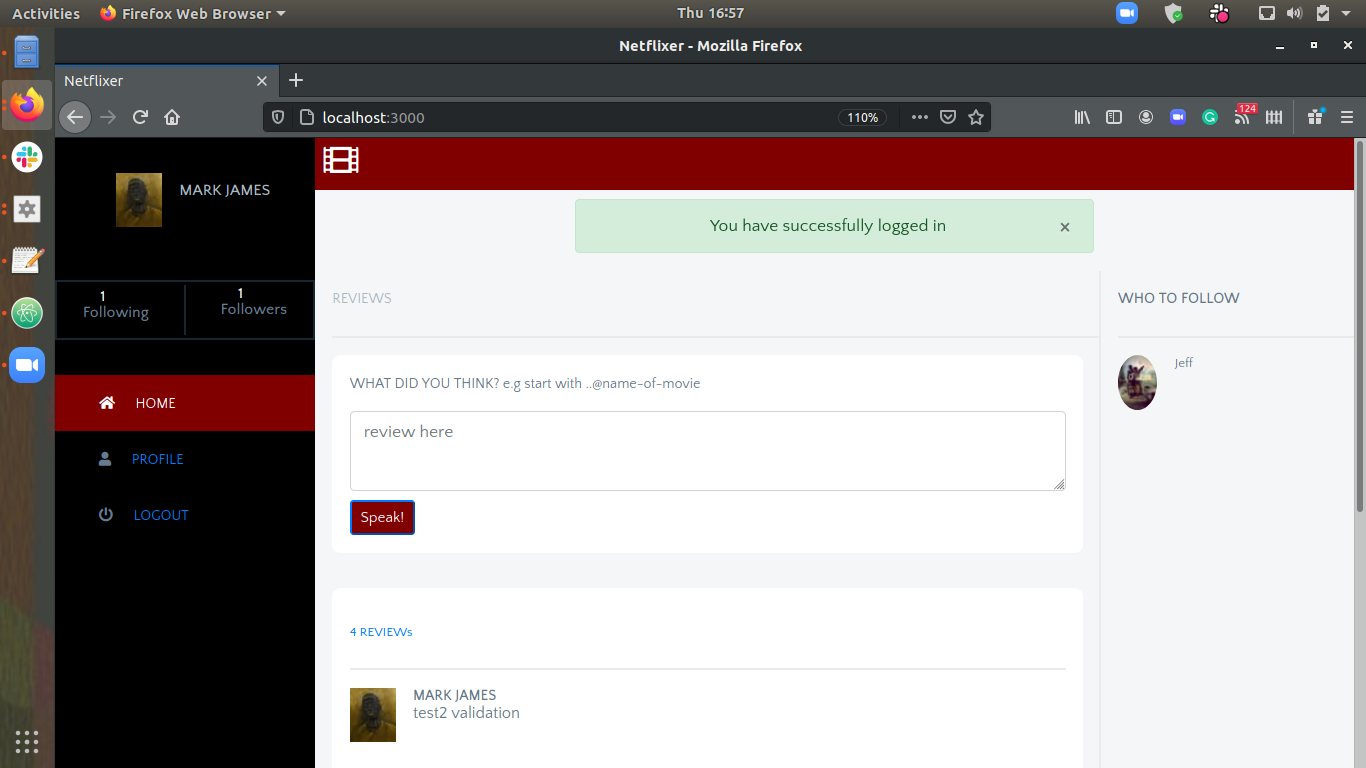 Activities Firefox Web Browser Thu 16:57
Netflixer - Mozilla Firefox
Netflixer
localhost:3000 110% 124
MARK JAMES
1 Following
1 Followers
HOME
PROFILE
LOGOUT
You have successfully logged in ×
REVIEWS
WHAT DID YOU THINK? e.g start with ..@name-of-movie
review here
Speak!
4 REVIEWs
MARK JAMES
test2 validation
WHO TO FOLLOW
Jeff